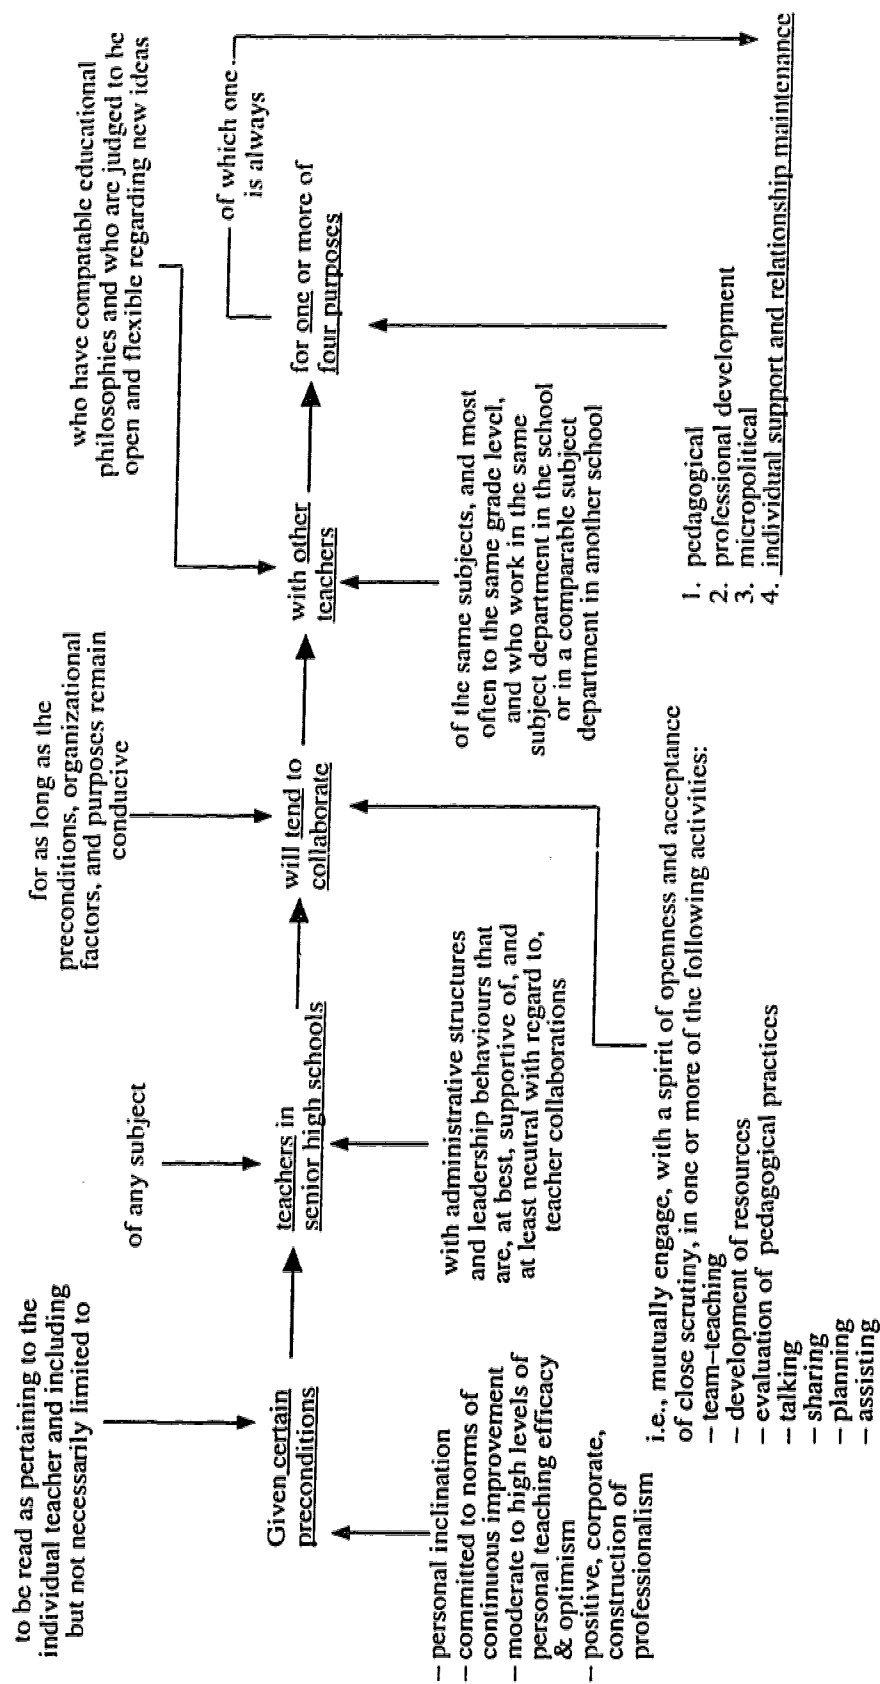 to be read as pertaining to the
individual teacher and including
but not necessarily limited to
of any subject
for as long as the
preconditions, organizational
factors, and purposes remain
conducive
who have compatable educational
philosophies and who are judged to be
open and flexible regarding new ideas
Given certain
preconditions
teachers in
senior high schools
will tend to
collaborate
with other
teachers
for one or more of
four purposes
of which one
is always
– personal inclination
– committed to norms of
continuous improvement
– moderate to high levels of
personal teaching efficacy
& optimism
– positive, corporate,
construction of
professionalism
with administrative structures
and leadership behaviours that
are, at best, supportive of, and
at least neutral with regard to,
teacher collaborations
of the same subjects, and most
often to the same grade level,
and who work in the same
subject department in the school
or in a comparable subject
department in another school
i.e., mutually engage, with a spirit of openness and acceptance
of close scrutiny, in one or more of the following activities:
– team–teaching
– development of resources
– evaluation of pedagogical practices
– talking
– sharing
– planning
– assisting
1. pedagogical
2. professional development
3. micropolitical
4. individual support and relationship maintenance